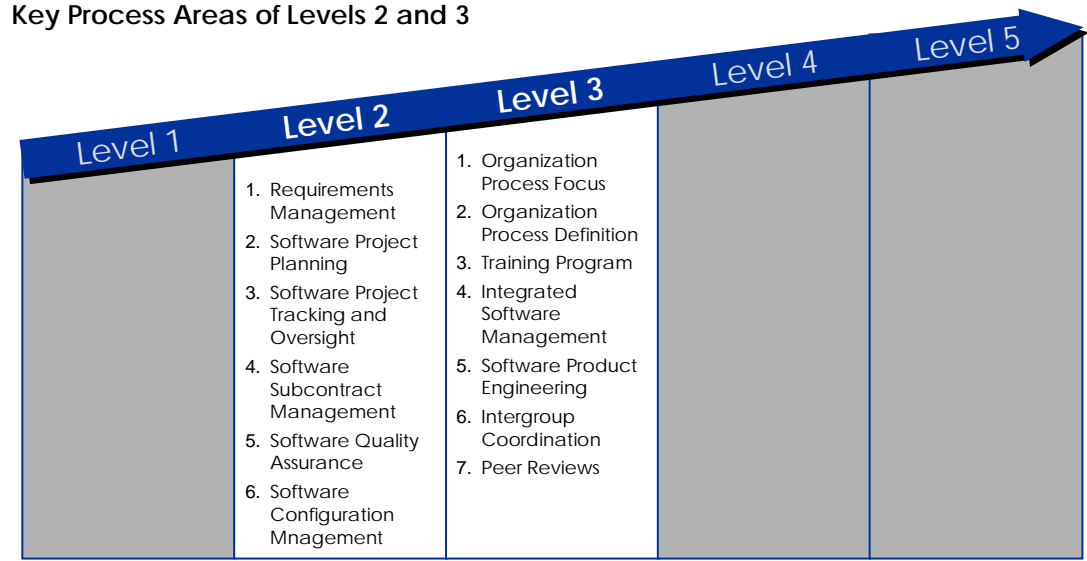 Key Process Areas of Levels 2 and 3
Level 1
Level 2
Level 3
Level 4
Level 5
1. Requirements
Management
2. Software Project
Planning
3. Software Project
Tracking and
Oversight
4. Software
Subcontract
Management
5. Software Quality
Assurance
6. Software
Configuration
Mnagement
1. Organization
Process Focus
2. Organization
Process Definition
3. Training Program
4. Integrated
Software
Management
5. Software Product
Engineering
6. Intergroup
Coordination
7. Peer Reviews